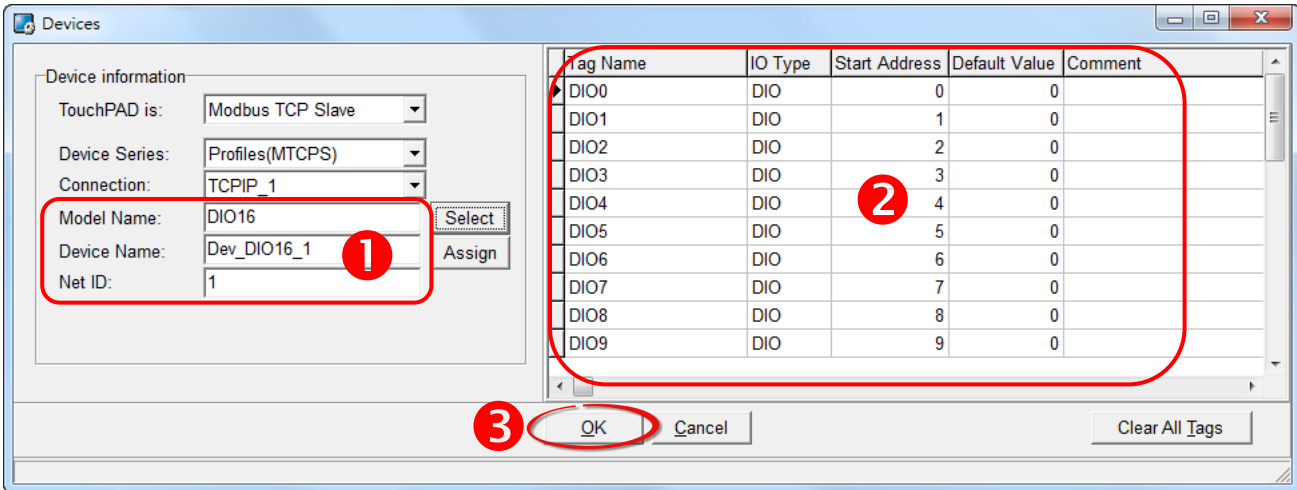 Devices
Device information
TouchPAD is: Modbus TCP Slave
Device Series: Profiles(MTCPS)
Connection: TCPIP_1
Model Name: DIO16 Select
Device Name: Dev_DIO16_1 Assign
Net ID: 1
1
Tag Name IO Type Start Address Default Value Comment
DIO0 DIO 0 0
DIO1 DIO 1 0
DIO2 DIO 2 0
DIO3 DIO 3 0
DIO4 DIO 4 0
DIO5 DIO 5 0
DIO6 DIO 6 0
DIO7 DIO 7 0
DIO8 DIO 8 0
DIO9 DIO 9 0
2
3 OK Cancel Clear All Tags